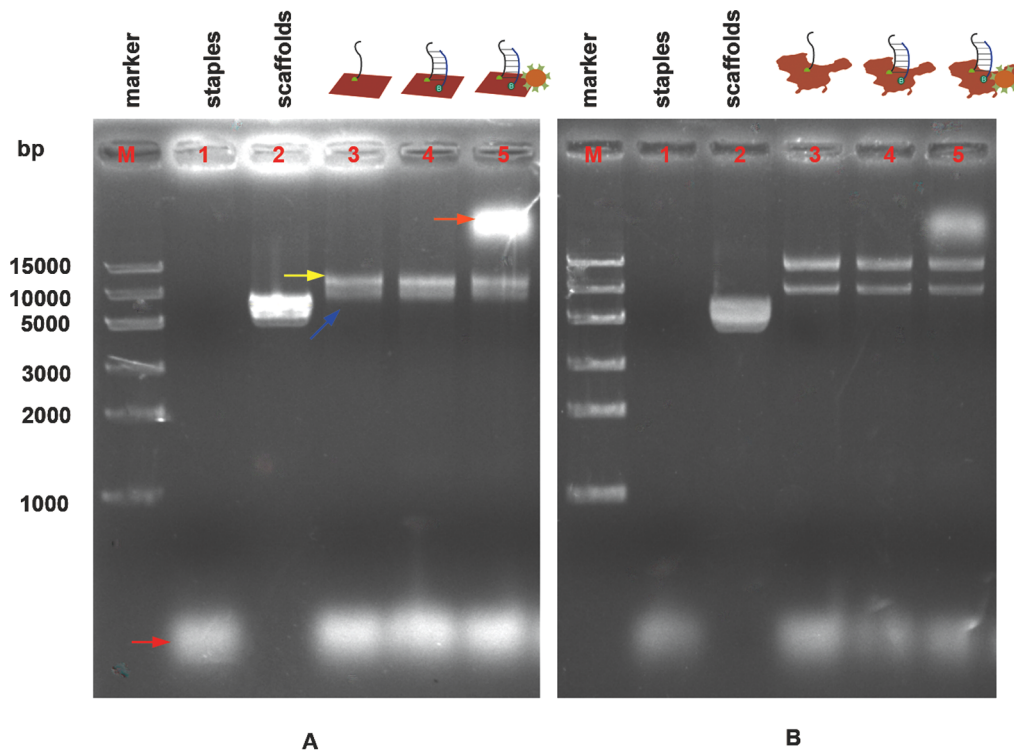 marker
staples
scaffolds
B
B
marker
staples
scaffolds
B
B
bp
M 1 2 3 4 5
M 1 2 3 4 5
15000
10000
5000
3000
2000
1000
A
B